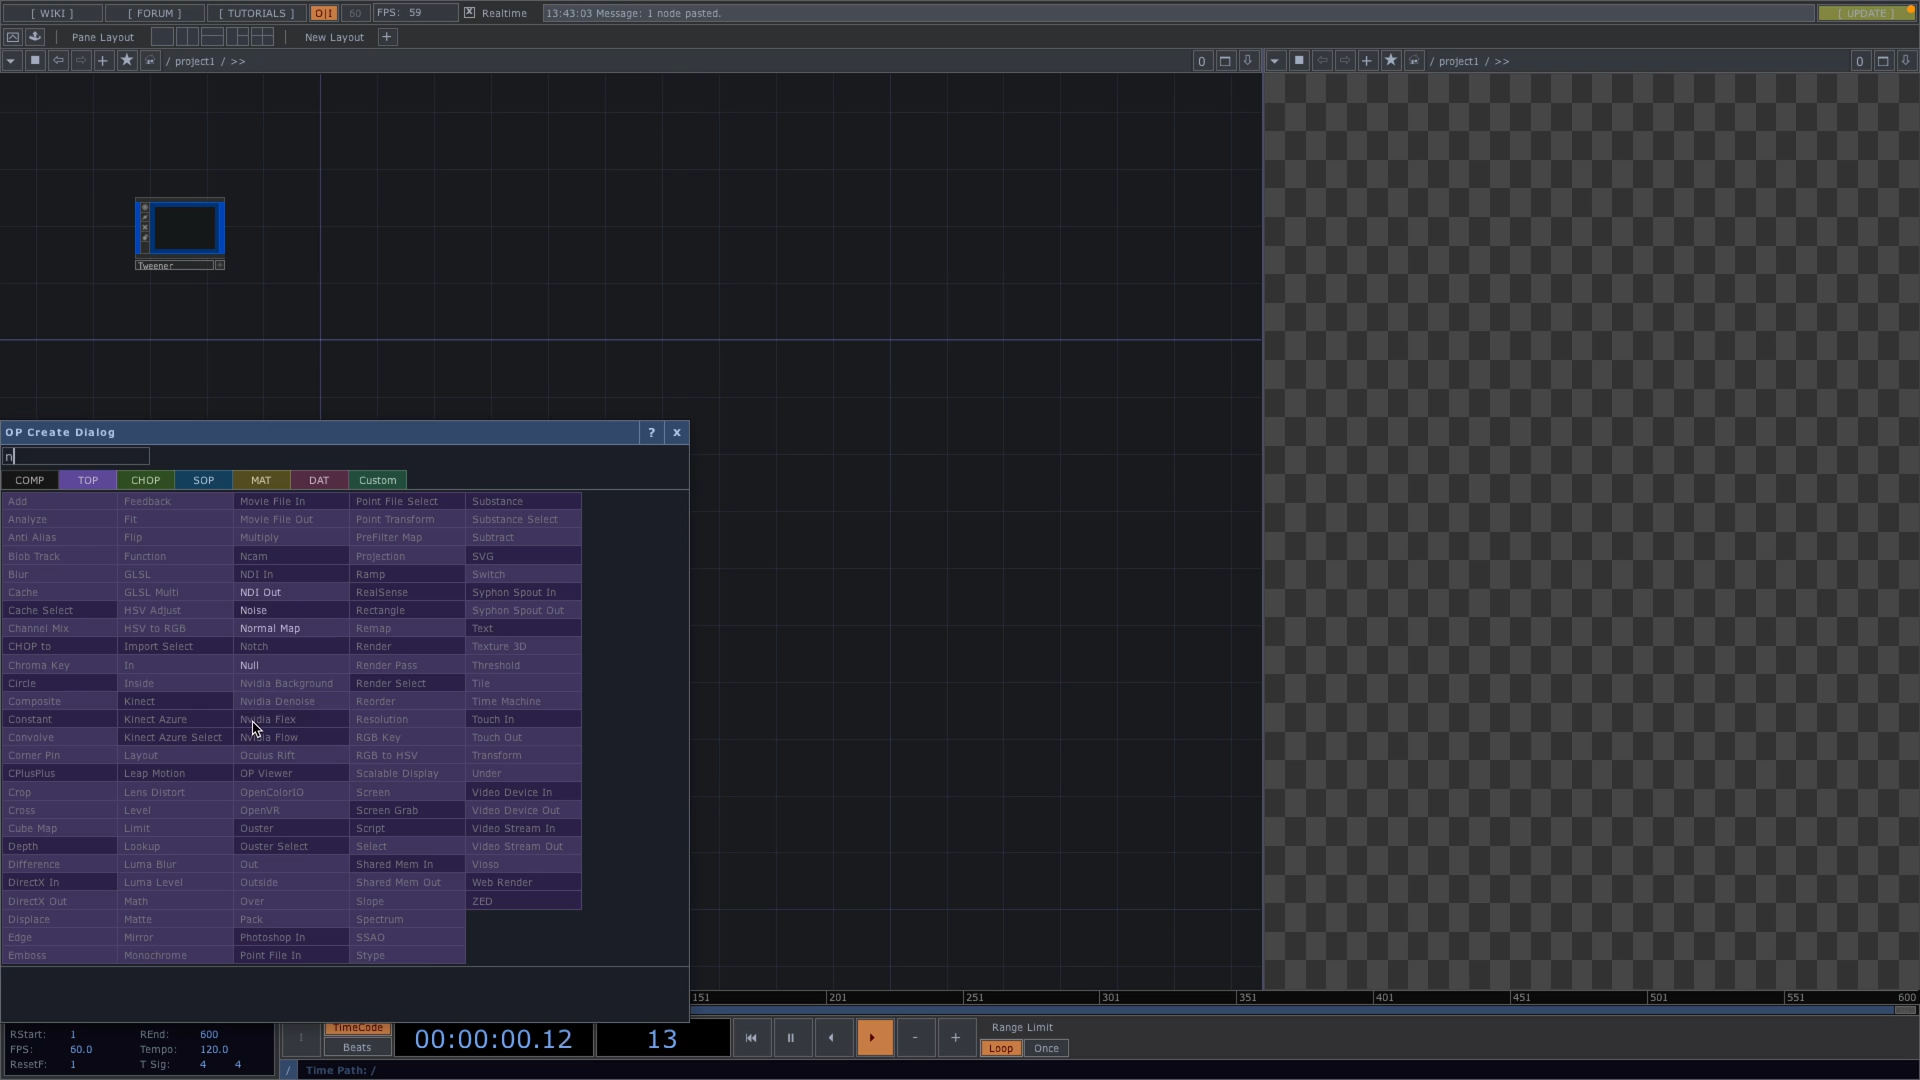 [ WIKI ] [ FORUM ] [ TUTORIALS ] O|I 60 FPS: 59 Realtime 13:43:03 Message: 1 node pasted. [ UPDATE ]
Pane Layout New Layout +
/ project1 / >> 0 / project1 / >> 0
Tweener
OP Create Dialog ? x
n
COMP TOP CHOP SOP MAT DAT Custom
Add Feedback Movie File In Point File Select Substance
Analyze Fit Movie File Out Point Transform Substance Select
Anti Alias Flip Multiply PreFilter Map Subtract
Blob Track Function Ncam Projection SVG
Blur GLSL NDI In Ramp Switch
Cache GLSL Multi NDI Out RealSense Syphon Spout In
Cache Select HSV Adjust Noise Rectangle Syphon Spout Out
Channel Mix HSV to RGB Normal Map Remap Text
CHOP to Import Select Notch Render Texture 3D
Chroma Key In Null Render Pass Threshold
Circle Inside Nvidia Background Render Select Tile
Composite Kinect Nvidia Denoise Reorder Time Machine
Constant Kinect Azure Nvidia Flex Resolution Touch In
Convolve Kinect Azure Select Nvidia Flow RGB Key Touch Out
Corner Pin Layout Oculus Rift RGB to HSV Transform
CPlusPlus Leap Motion OP Viewer Scalable Display Under
Crop Lens Distort OpenColorIO Screen Video Device In
Cross Level OpenVR Screen Grab Video Device Out
Cube Map Limit Ouster Script Video Stream In
Depth Lookup Ouster Select Select Video Stream Out
Difference Luma Blur Out Shared Mem In Vioso
DirectX In Luma Level Outside Shared Mem Out Web Render
DirectX Out Math Over Slope ZED
Displace Matte Pack Spectrum
Edge Mirror Photoshop In SSAO
Emboss Monochrome Point File In Stype
151 201 251 301 351 401 451 501 551 600
RStart: 1 REnd: 600 TimeCode Range Limit
FPS: 60.0 Tempo: 120.0 I Beats 00:00:00.12 13 - + Loop Once
ResetF: 1 T Sig: 4 4
/ Time Path: /